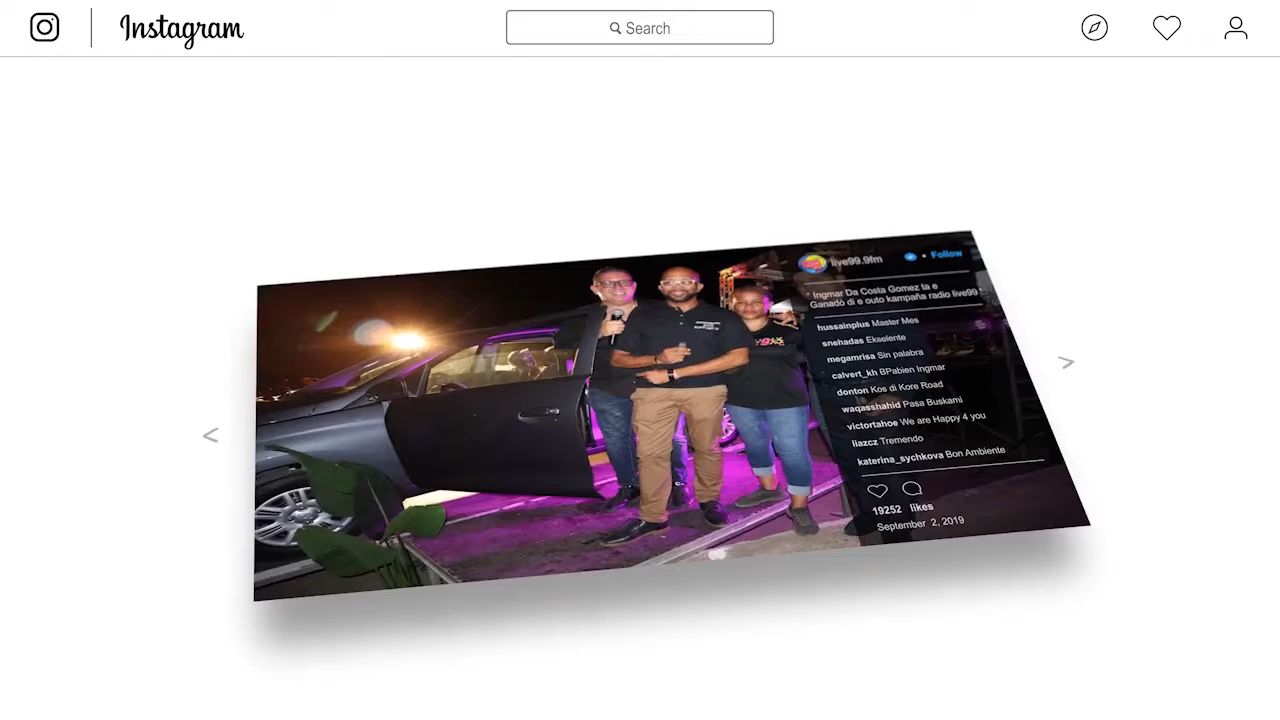 Instagram
Search
live99.9fm • Follow
" Ingmar Da Costa Gomez ta e
Ganadó di e outo kampaña radio live99 "
hussainplus Master Mes
snehadas Ekselente
megamrisa Sin palabra
calvert_kh BPabien Ingmar
donton Kos di Kore Road
waqasshahid Pasa Buskami
victortahoe We are Happy 4 you
liazcz Tremendo
katerina_sychkova Bon Ambiente
19252 likes
September 2, 2019